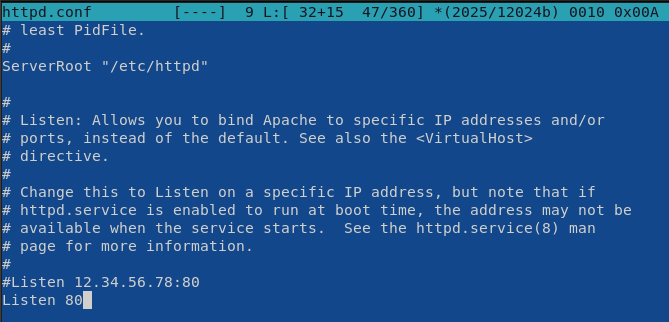 httpd.conf         [----]  9 L:[ 32+15  47/360] *(2025/12024b) 0010 0x00A
# least PidFile.
#
ServerRoot "/etc/httpd"

#
# Listen: Allows you to bind Apache to specific IP addresses and/or
# ports, instead of the default. See also the <VirtualHost>
# directive.
#
# Change this to Listen on a specific IP address, but note that if
# httpd.service is enabled to run at boot time, the address may not be
# available when the service starts.  See the httpd.service(8) man
# page for more information.
#
#Listen 12.34.56.78:80
Listen 80